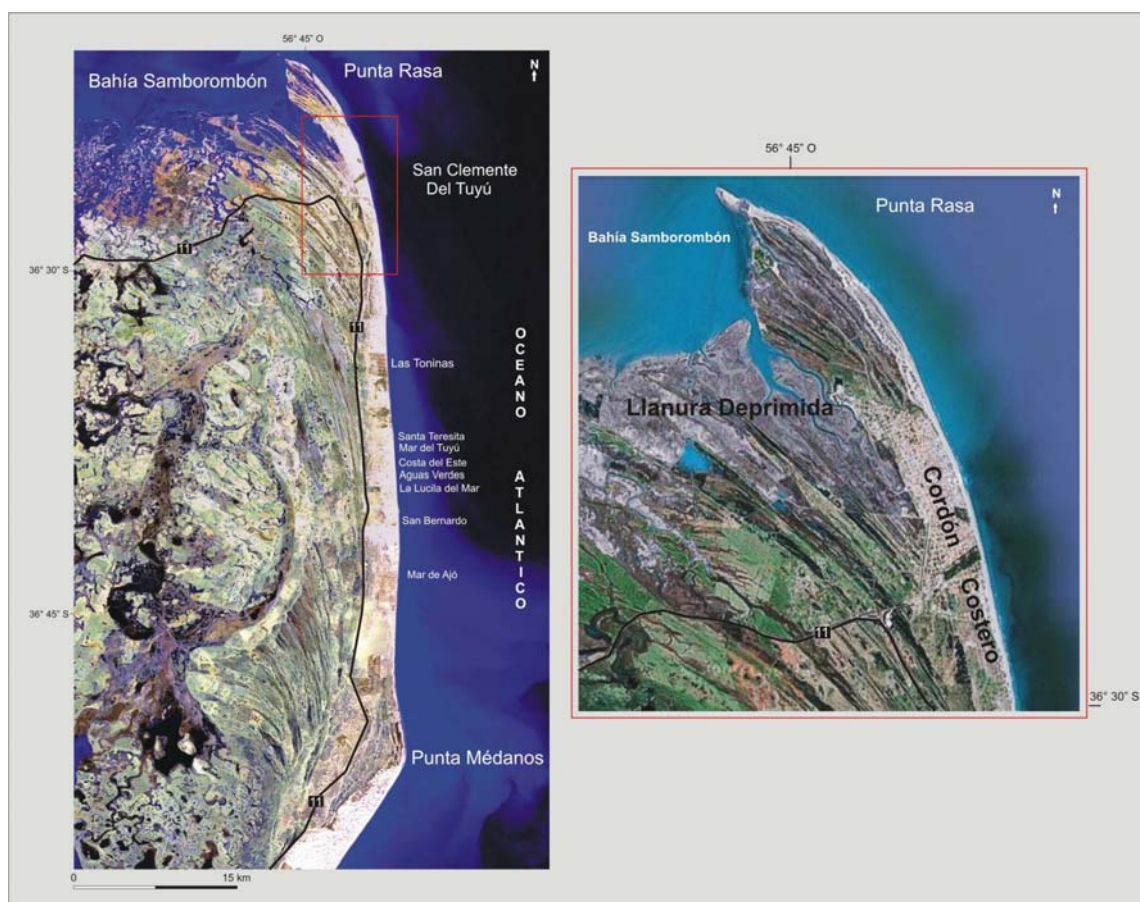 56° 45" O
Bahía Samborombón
Punta Rasa
N
San Clemente
Del Tuyú
11
36° 30" S
11
Las Toninas
OCEANO ATLANTICO
Santa Teresita
Mar del Tuyú
Costa del Este
Aguas Verdes
La Lucila del Mar
San Bernardo
Mar de Ajó
36° 45" S
Punta Médanos
11
0 15 km
56° 45" O
Punta Rasa
N
Bahía Samborombón
Llanura Deprimida
Cordón Costero
11
36° 30" S